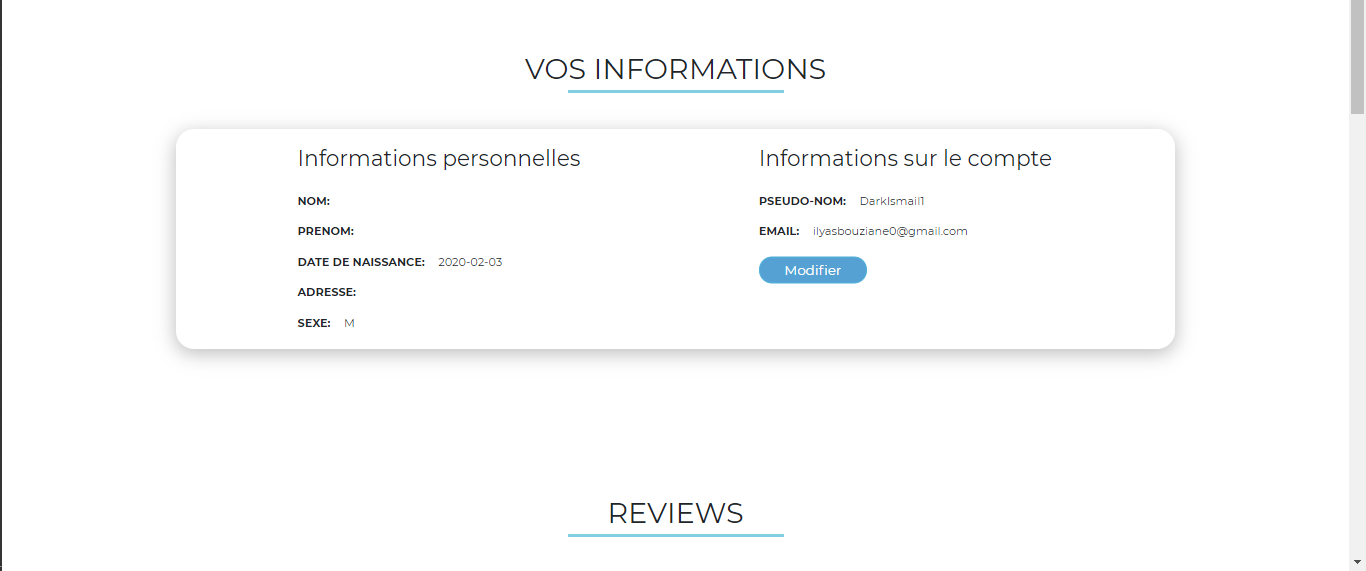 VOS INFORMATIONS
Informations personnelles
NOM:
PRENOM:
DATE DE NAISSANCE: 2020-02-03
ADRESSE:
SEXE: M
Informations sur le compte
PSEUDO-NOM: DarkIsmail1
EMAIL: ilyasbouziane0@gmail.com
Modifier
REVIEWS